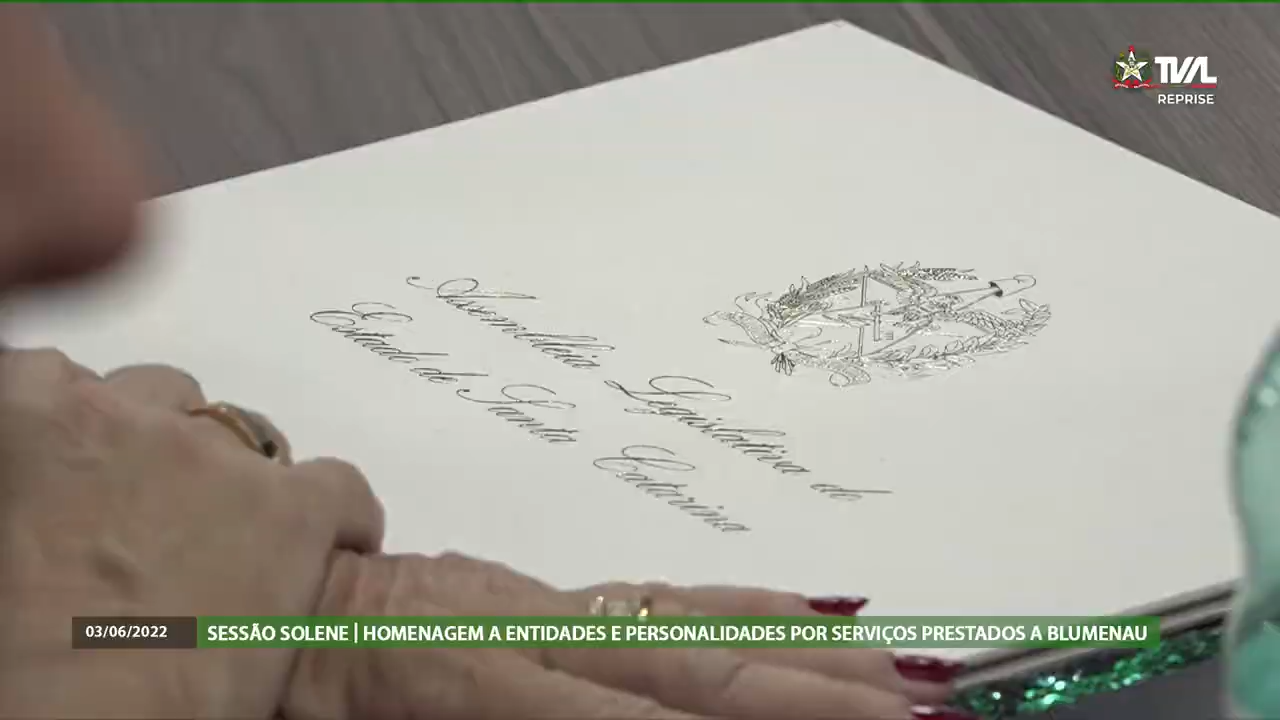 TVAL
REPRISE
Assembleia Legislativa do
Estado de Santa Catarina
03/06/2022
SESSÃO SOLENE | HOMENAGEM A ENTIDADES E PERSONALIDADES POR SERVIÇOS PRESTADOS A BLUMENAU